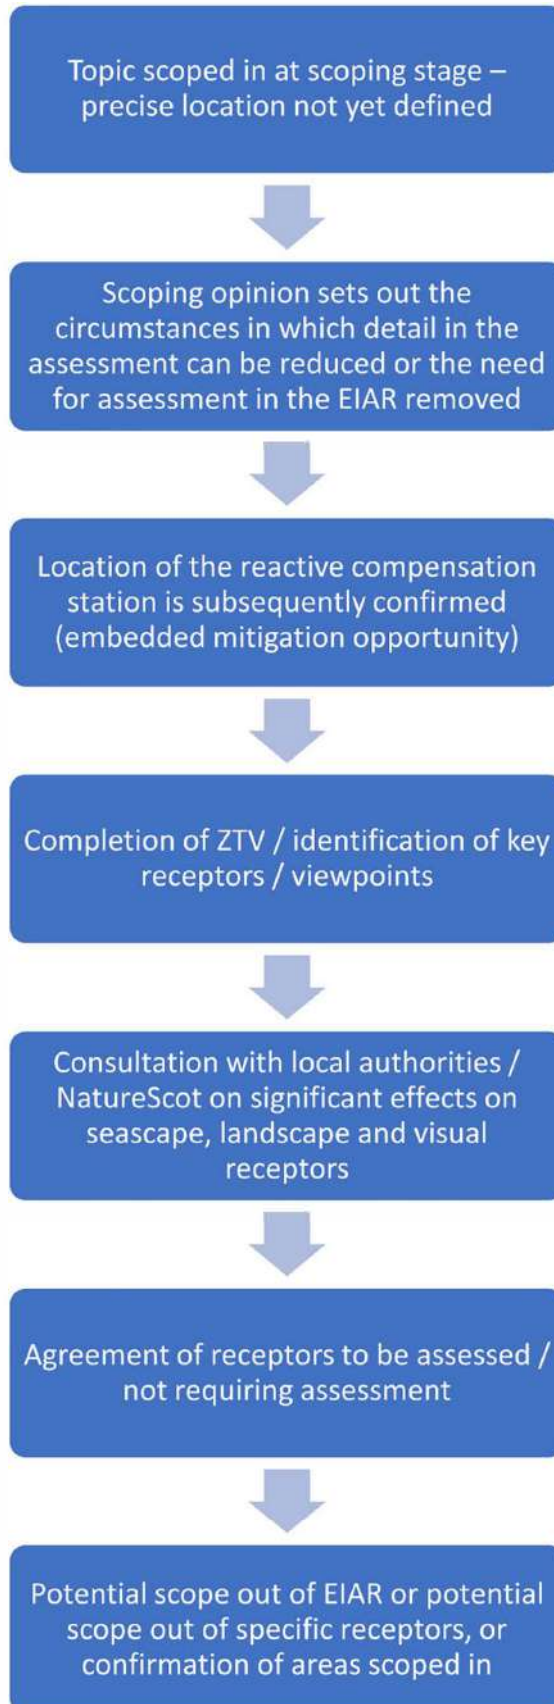 Topic scoped in at scoping stage –
precise location not yet defined
Scoping opinion sets out the
circumstances in which detail in the
assessment can be reduced or the need
for assessment in the EIAR removed
Location of the reactive compensation
station is subsequently confirmed
(embedded mitigation opportunity)
Completion of ZTV / identification of key
receptors / viewpoints
Consultation with local authorities /
NatureScot on significant effects on
seascape, landscape and visual
receptors
Agreement of receptors to be assessed /
not requiring assessment
Potential scope out of EIAR or potential
scope out of specific receptors, or
confirmation of areas scoped in